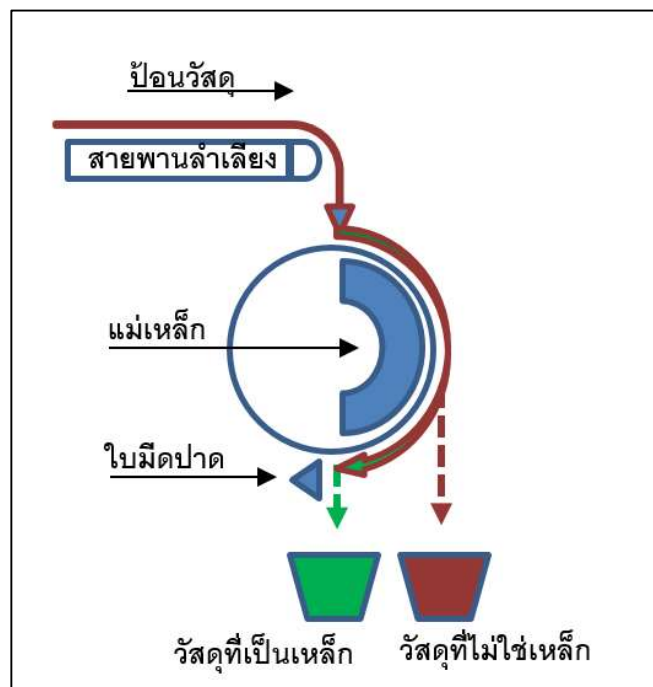 ป้อนวัสดุ
สายพานลำเลียง
แม่เหล็ก
ใบมีดปาด
วัสดุที่เป็นเหล็ก
วัสดุที่ไม่ใช่เหล็ก